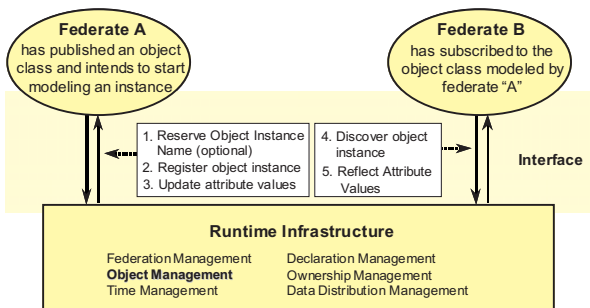 Federate A
has published an object
class and intends to start
modeling an instance
Federate B
has subscribed to the
object class modeled by
federate "A"
1. Reserve Object Instance
Name (optional)
2. Register object instance
3. Update attribute values
4. Discover object
instance
5. Reflect Attribute
Values
Interface
Runtime Infrastructure
Federation Management
Object Management
Time Management
Declaration Management
Ownership Management
Data Distribution Management